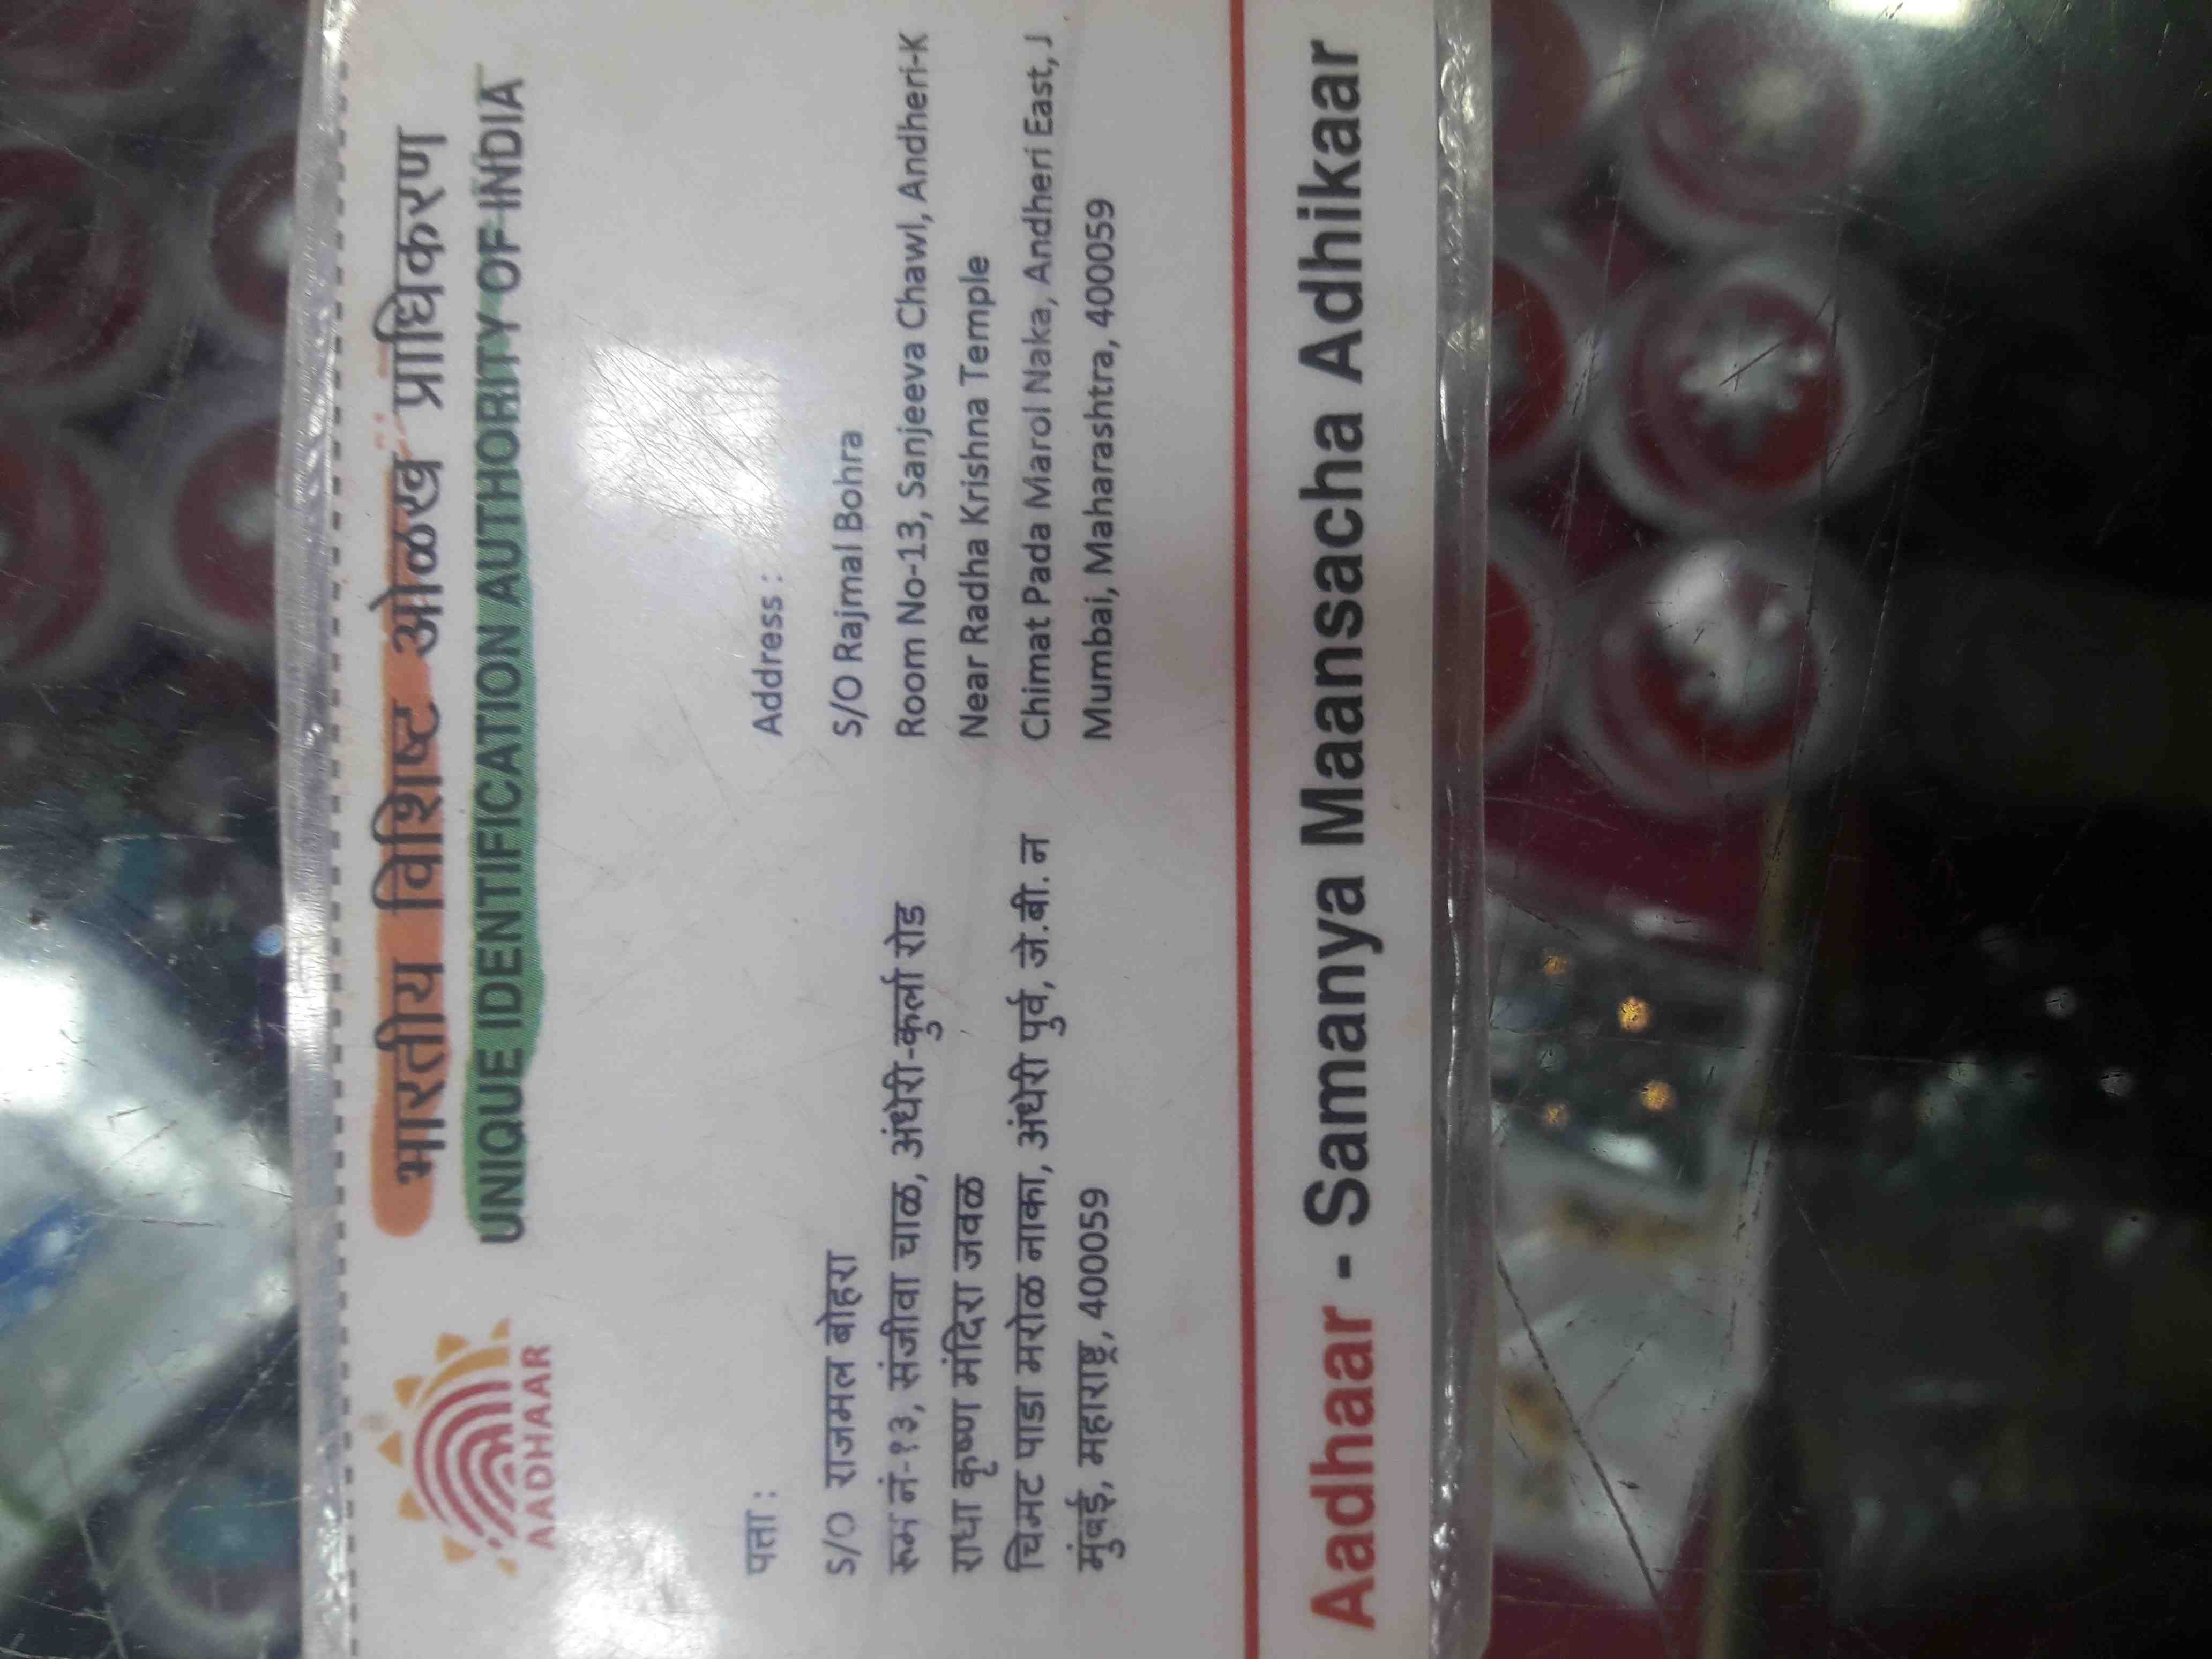 भारतीय विशिष्ट ओळख प्राधिकरण
UNIQUE IDENTIFICATION AUTHORITY OF INDIA
AADHAAR
पत्ता :
S/O राजमल बोहरा
रूम नं-१३, संजीवा चाळ, अंधेरी-कुर्ला रोड
राधा कृष्ण मंदिरा जवळ
चिमट पाडा मरोळ नाका, अंधेरी पुर्व, जे.बी. न
मुंबई, महाराष्ट्र, 400059
Address :
S/O Rajmal Bohra
Room No-13, Sanjeeva Chawl, Andheri-K
Near Radha Krishna Temple
Chimat Pada Marol Naka, Andheri East, J
Mumbai, Maharashtra, 400059
Aadhaar - Samanya Maansacha Adhikaar